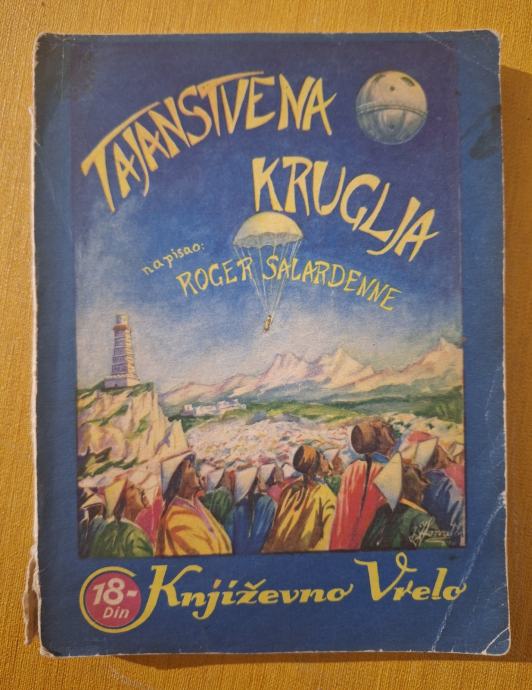 TAJANSTVENA
KRUGLJA
napisao:
ROGER SALARDENNE
18-
Din
Književno Vrelo